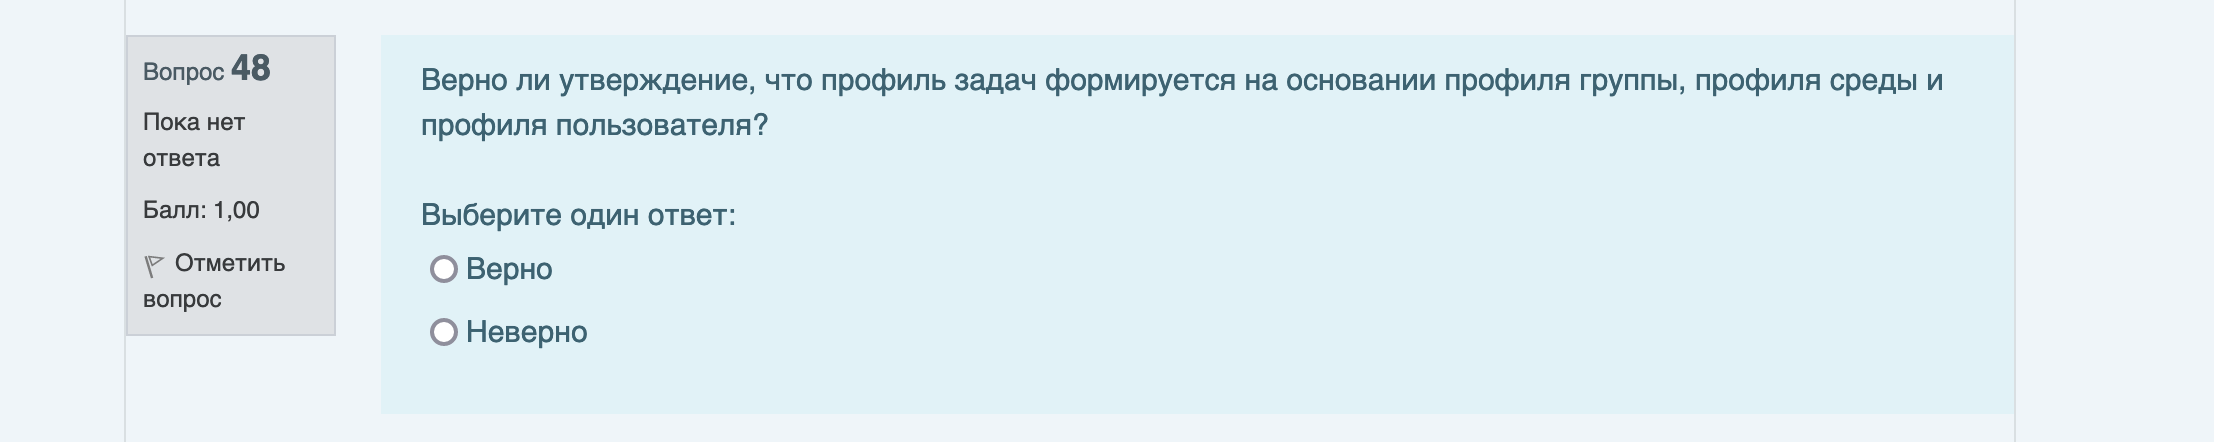 Вопрос 48
Пока нет
ответа
Балл: 1,00
Отметить
вопрос
Верно ли утверждение, что профиль задач формируется на основании профиля группы, профиля среды и
профиля пользователя?
Выберите один ответ:
Верно
Неверно